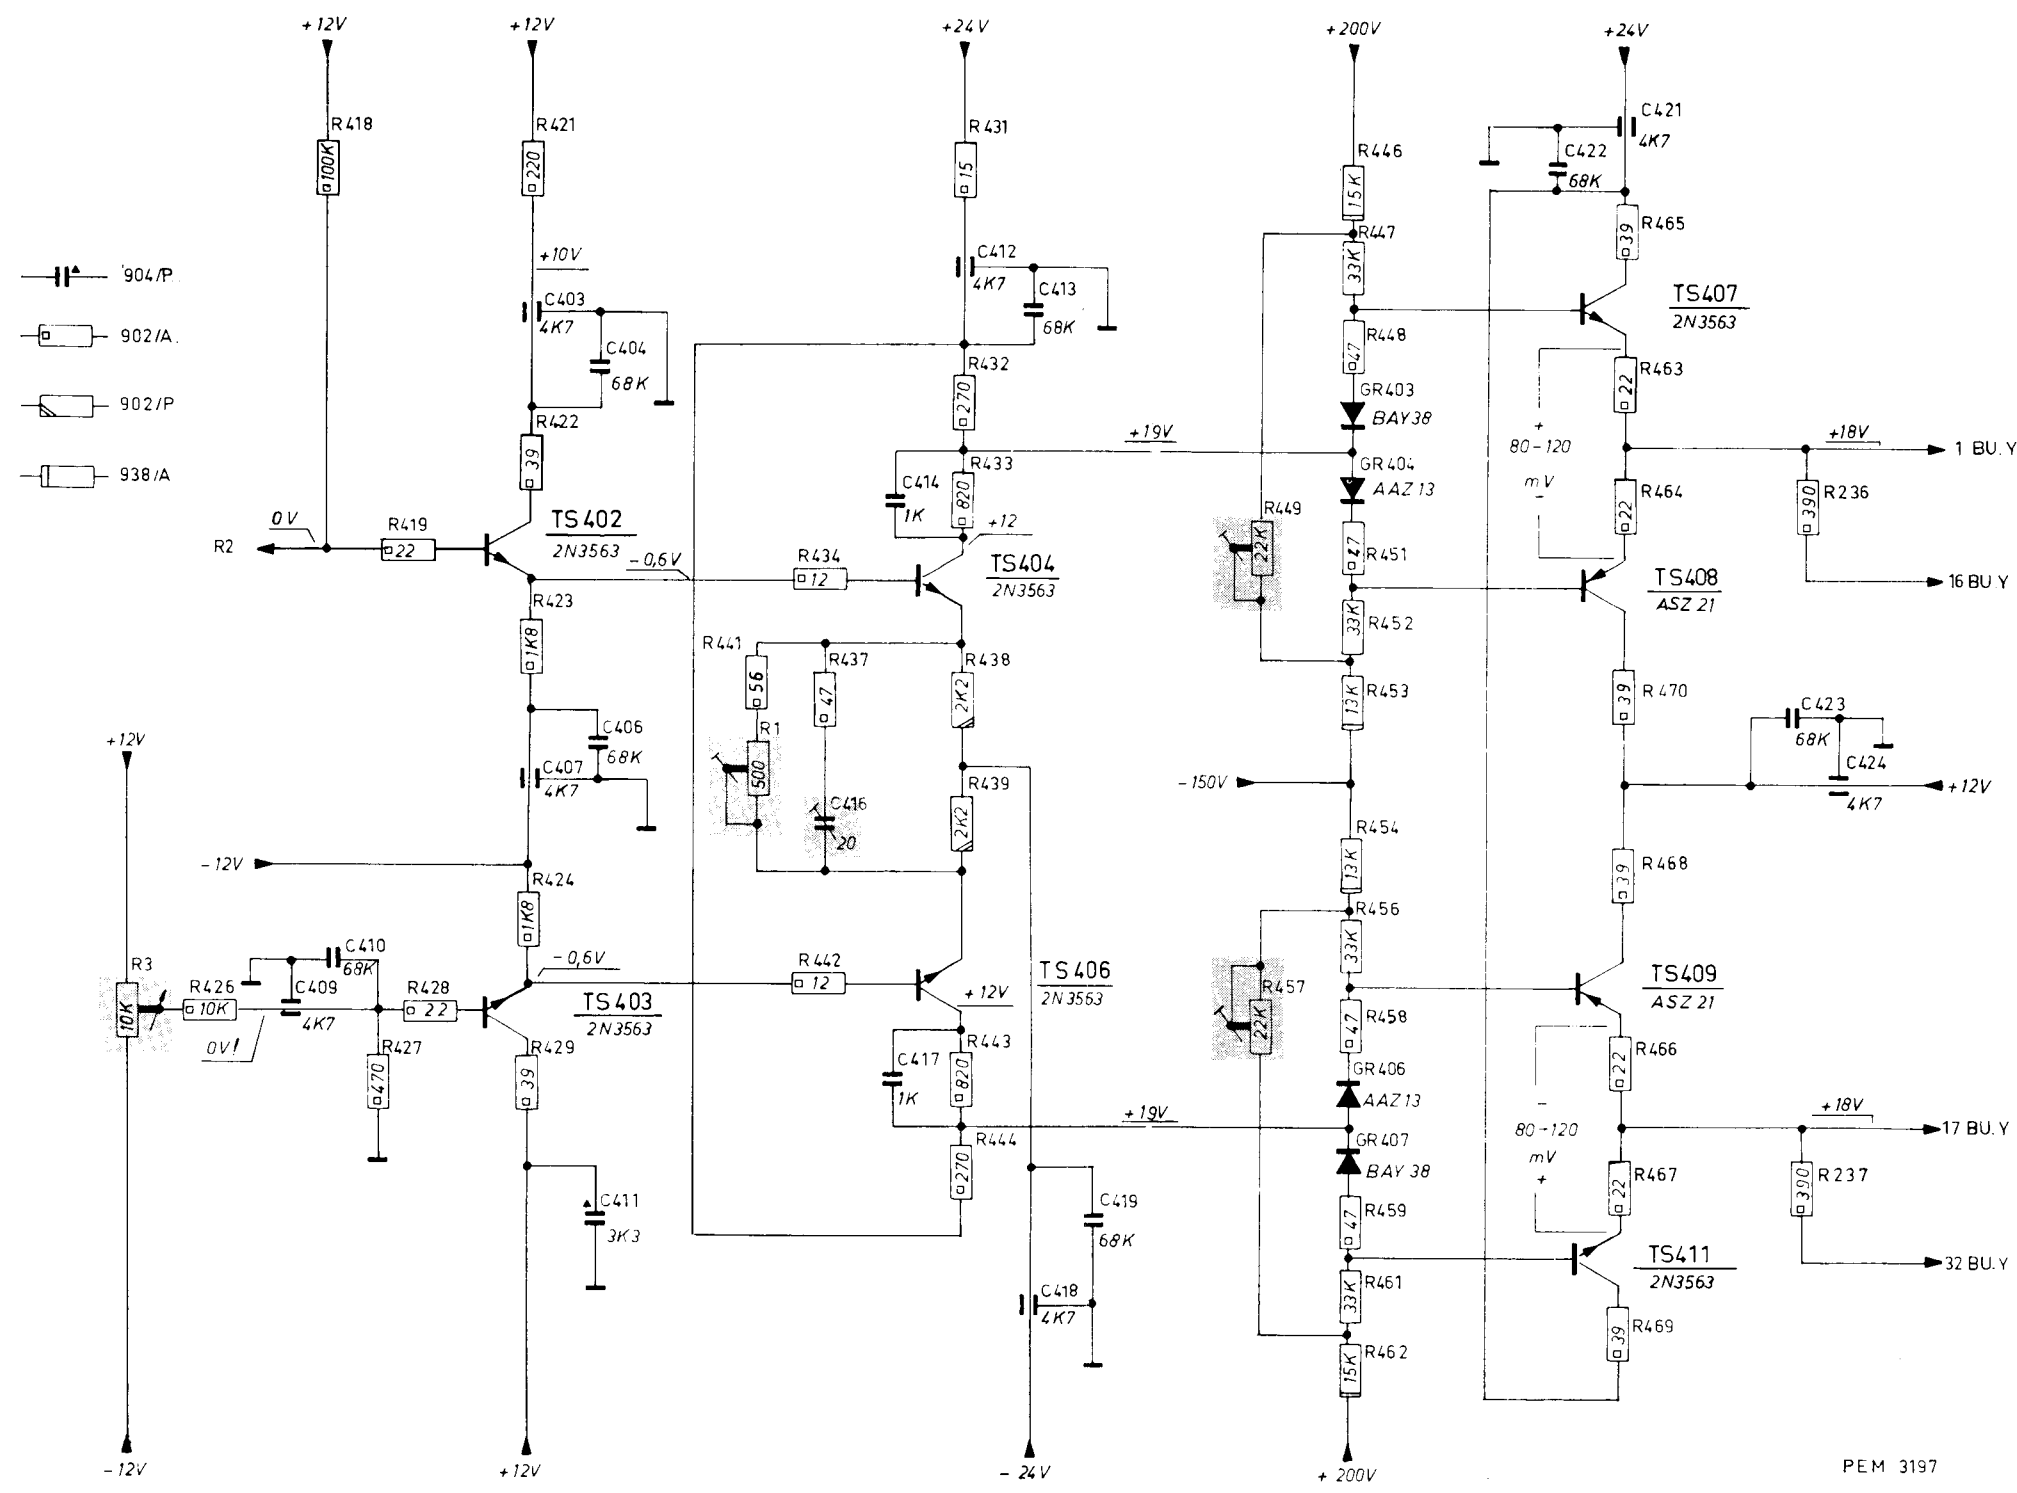 +12V
+12V
+24V
+200V
+24V
R418
100K
R421
220
R431
15
R446
15K
C421
4K7
C422
68K
R447
33K
R465
39
904/P
902/A
902/P
938/A
+10V
C403
4K7
C404
68K
R422
39
C412
4K7
C413
68K
R432
270
R448
47
GR403
BAY38
TS407
2N3563
R463
22
+
80-120
mV
-
+19V
R433
820
C414
1K
+12
GR404
AAZ13
R464
22
+18V
1 BU.Y
R236
390
16 BU.Y
R2
0V
R419
22
TS402
2N3563
-0,6V
R434
12
TS404
2N3563
R449
22K
R451
47
TS408
ASZ 21
R423
1K8
R441
56
R437
47
R438
2K2
R452
33K
R453
13K
R470
39
C406
68K
C407
4K7
R1
500
C416
20
R439
2K2
-150V
C423
68K
C424
4K7
+12V
+12V
-12V
R424
1K8
R454
13K
R468
39
R3
10K
R426
10K
C410
68K
C409
4K7
0V!
R428
22
R427
470
-0,6V
TS403
2N3563
R429
39
R442
12
+12V
TS406
2N3563
R456
33K
R457
22K
R458
47
TS409
ASZ 21
R466
22
C417
1K
R443
820
+19V
R444
270
GR406
AAZ13
GR407
BAY 38
-
80-120
mV
+
+18V
17 BU.Y
R467
22
R237
390
32 BU.Y
C411
3K3
C419
68K
C418
4K7
R459
47
R461
33K
R462
15K
TS411
2N3563
R469
39
-12V
+12V
- 24V
+ 200V
PEM 3197